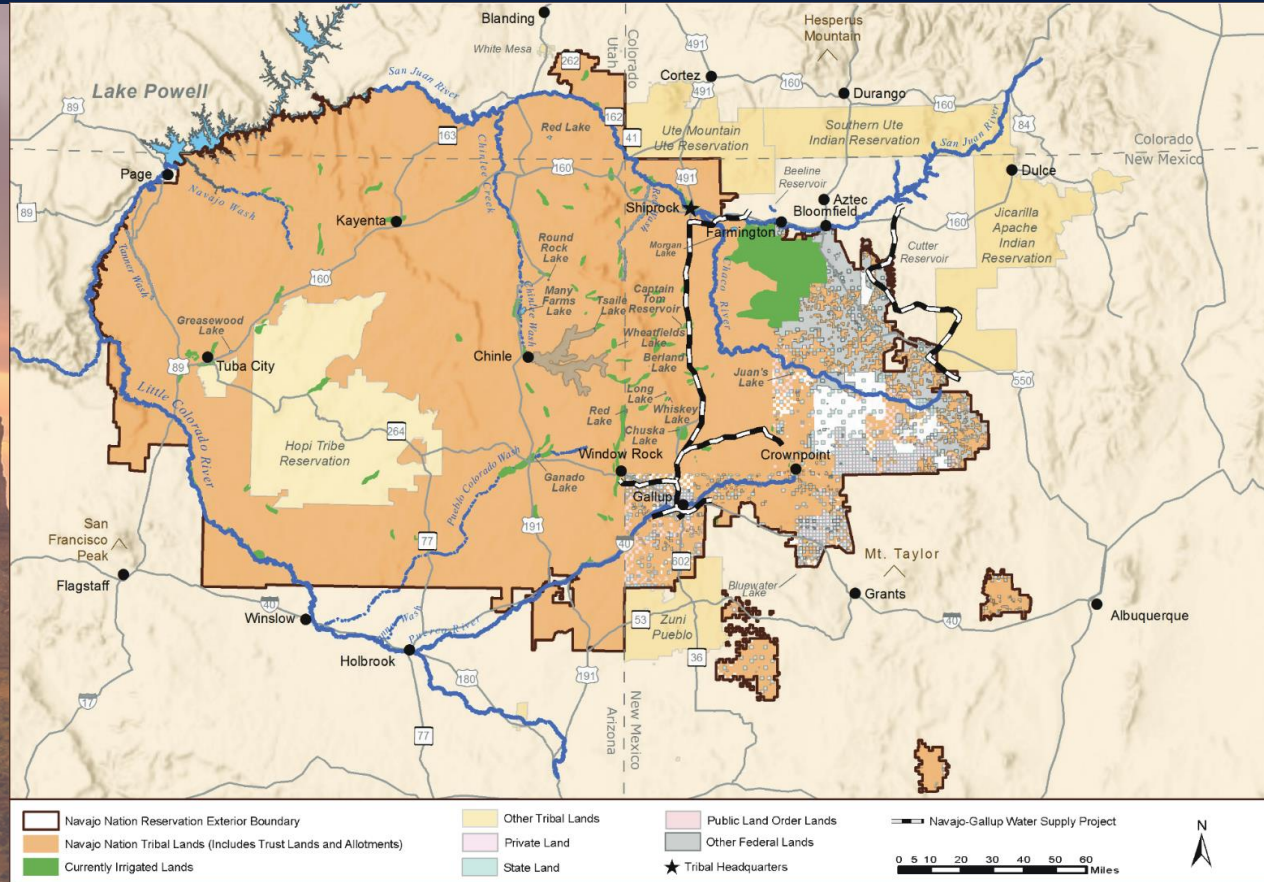 Blanding
Hesperus
Mountain
White Mesa
Colorado
Utah
491
262
Cortez
160
San Juan River
491
Durango
Lake Powell
89
160
162
163
Red Lake
41
Ute Mountain
Ute Reservation
Southern Ute
Indian Reservation
San Juan River
84
Colorado
New Mexico
Chinlee Creek
160
491
Beeline
Reservoir
Page
Dulce
Navajo Wash
Aztec
89
Kayenta
Shiprock
Bloomfield
Farmington
160
Jicarilla
Apache
Indian
Reservation
Tanner Wash
Round
Rock
Lake
Morgan
Lake
Cutter
Reservoir
160
Many
Farms
Lake
Chinlee Wash
Tsaile
Lake
Captain
Tom
Reservoir
Chaco River
Greasewood
Lake
Wheatfields
Lake
Chinle
Berland
Lake
89
Tuba City
Juan's
Lake
550
Little Colorado River
Long
Lake
Red
Lake
Whiskey
Lake
264
Chuska
Lake
Hopi Tribe
Reservation
Pueblo Colorado Wash
Window Rock
Crownpoint
Ganado
Lake
Gallup
San
Francisco
Peak
191
77
40
602
Mt. Taylor
Flagstaff
Bluewater
Lake
Grants
40
Winslow
53
Zuni
Pueblo
40
Albuquerque
Puerco River
Holbrook
36
180
191
17
77
New Mexico
Arizona
Navajo Nation Reservation Exterior Boundary
Navajo Nation Tribal Lands (Includes Trust Lands and Allotments)
Currently Irrigated Lands
Other Tribal Lands
Private Land
State Land
Public Land Order Lands
Other Federal Lands
Tribal Headquarters
Navajo-Gallup Water Supply Project
N
0 5 10 20 30 40 50 60
Miles